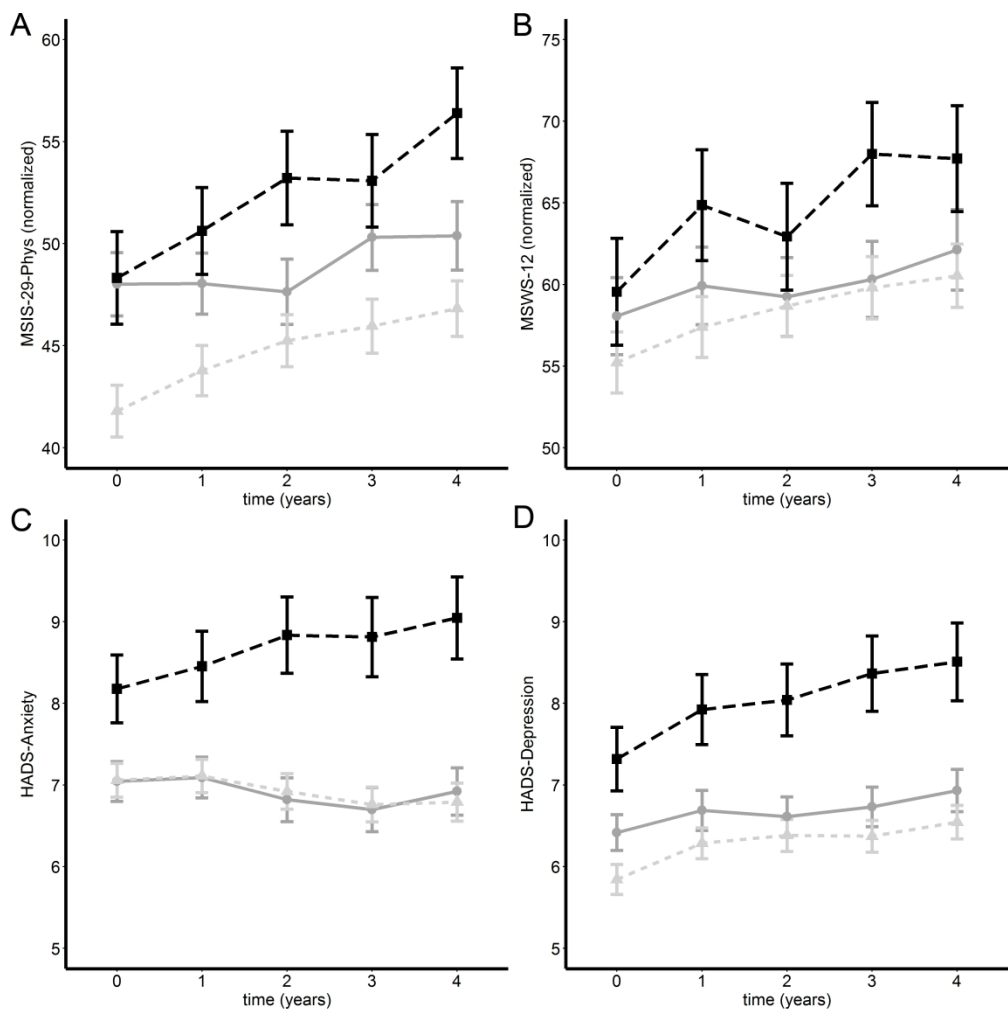 A
60
55
50
45
40
MSIS-29-Phys (normalized)
0 1 2 3 4
time (years)
B
75
70
65
60
55
50
MSWS-12 (normalized)
0 1 2 3 4
time (years)
C
10
9
8
7
6
5
HADS-Anxiety
0 1 2 3 4
time (years)
D
10
9
8
7
6
5
HADS-Depression
0 1 2 3 4
time (years)